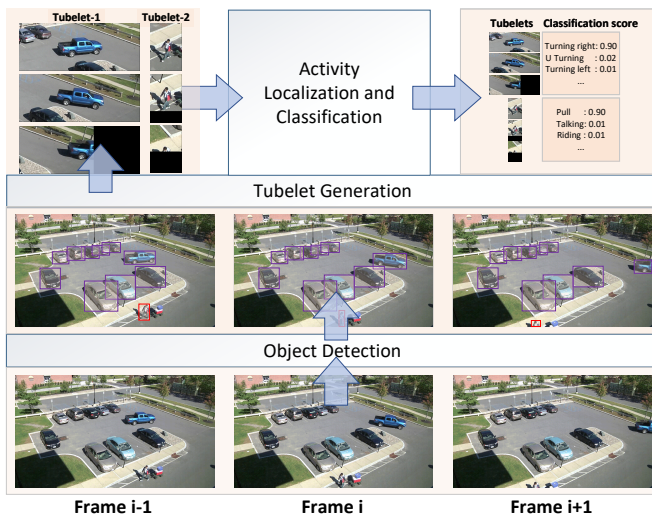 Tubelet-1
Tubelet-2
Activity
Localization and
Classification
Tubelets
Classification score
Turning right: 0.90
U Turning : 0.02
Turning left : 0.01
...
Pull : 0.90
Talking: 0.01
Riding : 0.01
...
Tubelet Generation
Object Detection
Frame i-1
Frame i
Frame i+1